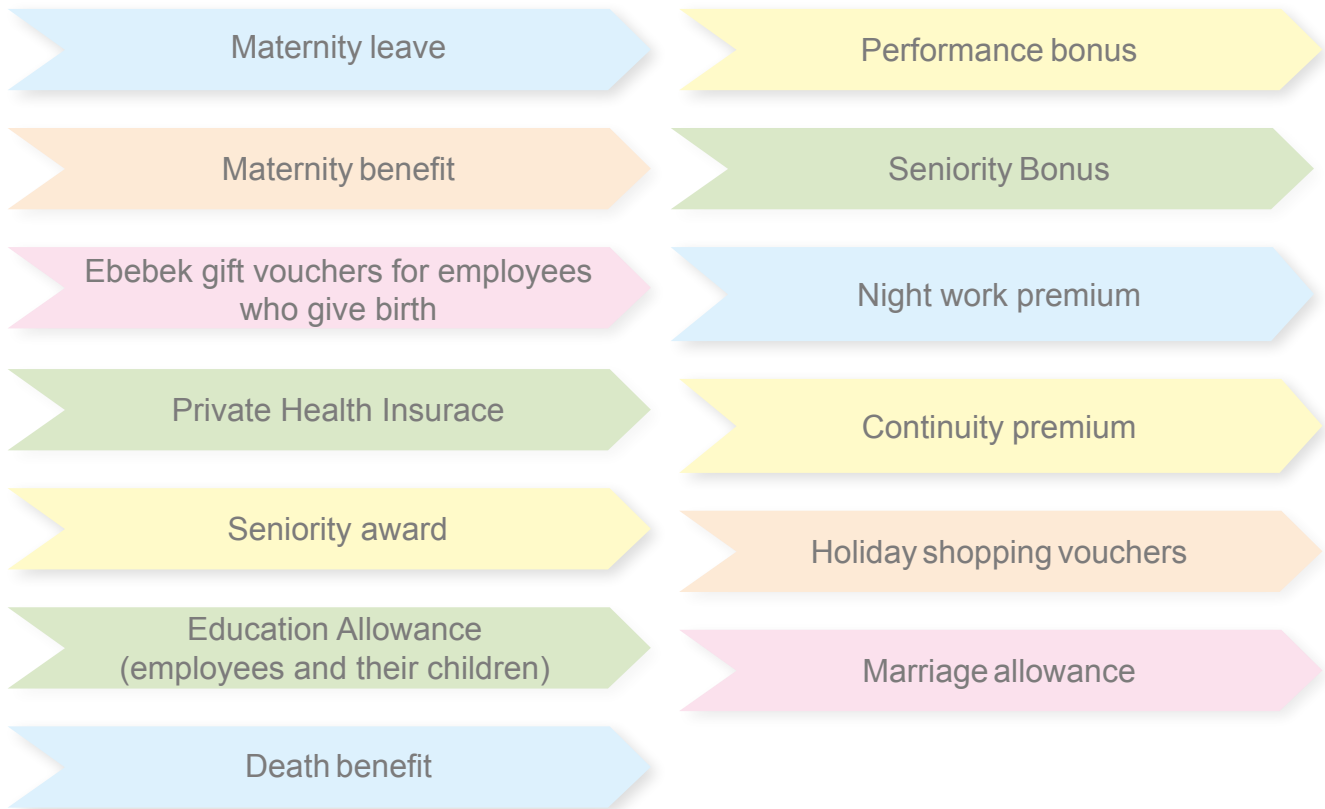 Maternity leave
Maternity benefit
Ebebek gift vouchers for employees
who give birth
Private Health Insurace
Seniority award
Education Allowance
(employees and their children)
Death benefit
Performance bonus
Seniority Bonus
Night work premium
Continuity premium
Holiday shopping vouchers
Marriage allowance